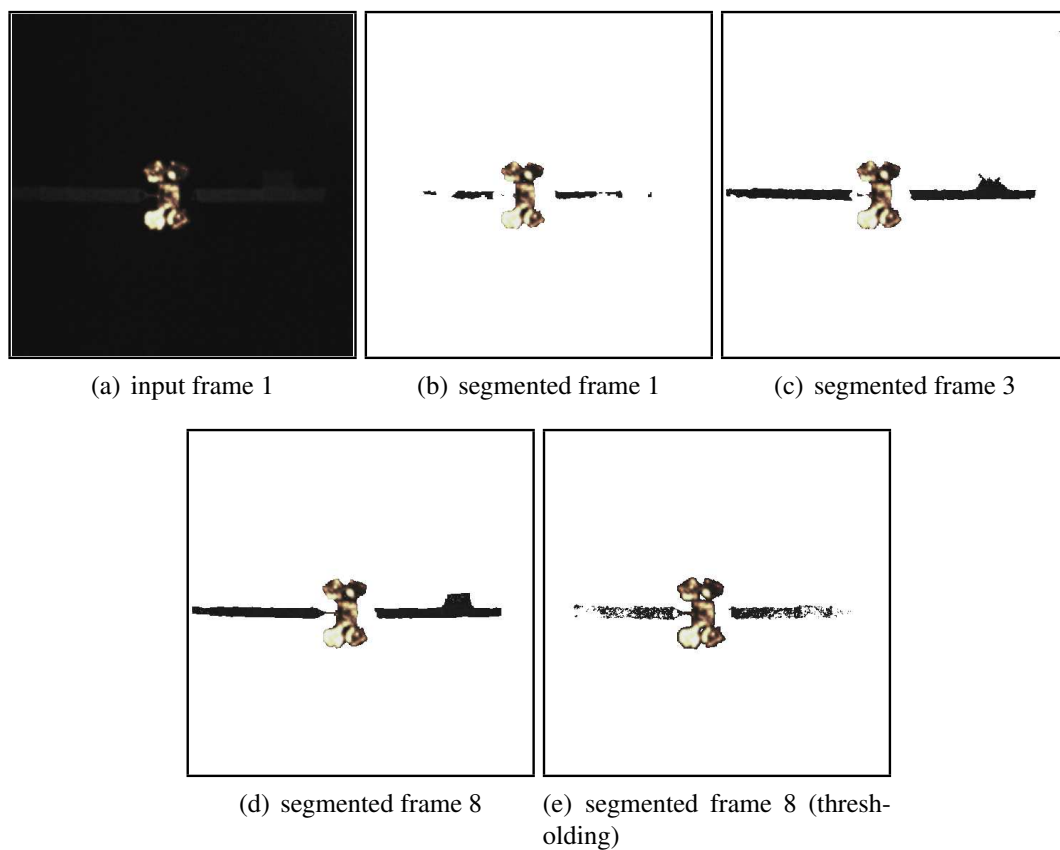 (a) input frame 1
(b) segmented frame 1
(c) segmented frame 3
(d) segmented frame 8
(e) segmented frame 8 (thresh-
olding)